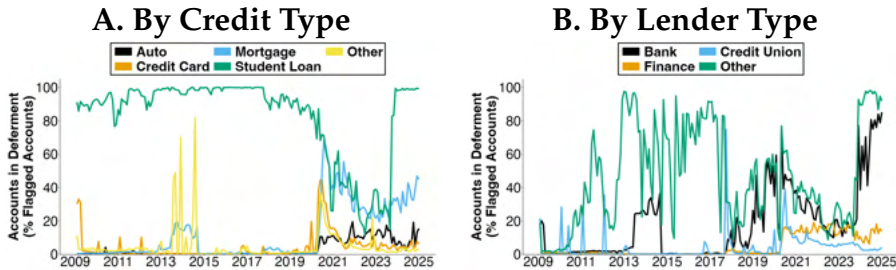 A. By Credit Type
Auto Mortgage Other
Credit Card Student Loan
Accounts in Deferment
(% Flagged Accounts)
100
80
60
40
20
0
2009 2011 2013 2015 2017 2019 2021 2023 2025
B. By Lender Type
Bank Credit Union
Finance Other
Accounts in Deferment
(% Flagged Accounts)
100
80
60
40
20
0
2009 2011 2013 2015 2017 2019 2021 2023 2025